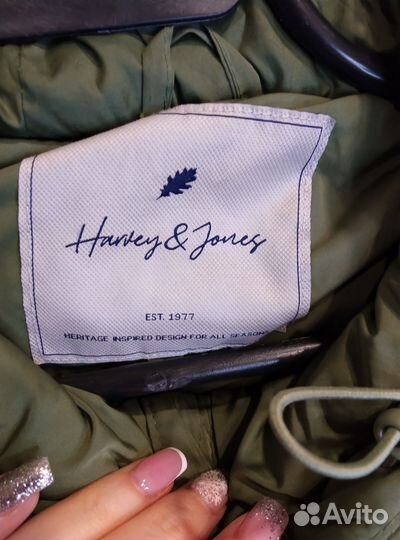 Harvey & Jones
EST. 1977
HERITAGE INSPIRED DESIGN FOR ALL SEASONS
Avito